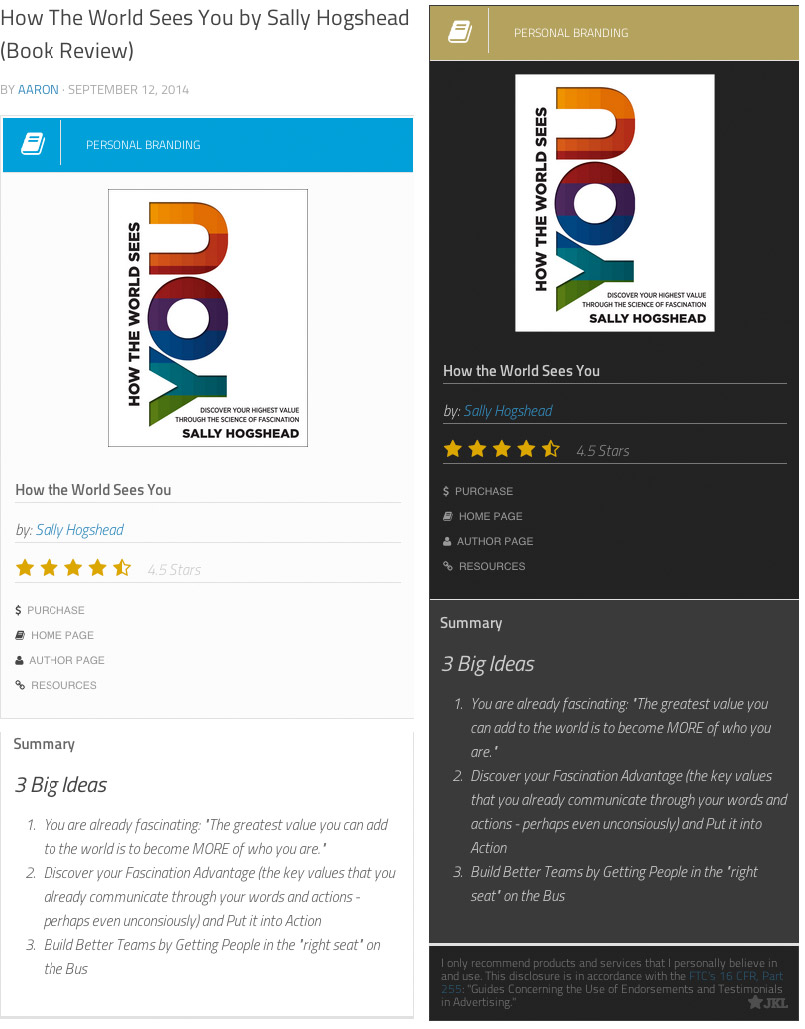 How The World Sees You by Sally Hogshead
(Book Review)
BY AARON · SEPTEMBER 12, 2014
PERSONAL BRANDING
HOW THE WORLD SEES
YOU
DISCOVER YOUR HIGHEST VALUE
THROUGH THE SCIENCE OF FASCINATION
SALLY HOGSHEAD
How the World Sees You
by: Sally Hogshead
4.5 Stars
$ PURCHASE
HOME PAGE
AUTHOR PAGE
RESOURCES
Summary
3 Big Ideas
1. You are already fascinating: "The greatest value you can add
to the world is to become MORE of who you are."
2. Discover your Fascination Advantage (the key values that you
already communicate through your words and actions -
perhaps even unconsiously) and Put it into Action
3. Build Better Teams by Getting People in the "right seat" on
the Bus
PERSONAL BRANDING
HOW THE WORLD SEES
YOU
DISCOVER YOUR HIGHEST VALUE
THROUGH THE SCIENCE OF FASCINATION
SALLY HOGSHEAD
How the World Sees You
by: Sally Hogshead
4.5 Stars
$ PURCHASE
HOME PAGE
AUTHOR PAGE
RESOURCES
Summary
3 Big Ideas
1. You are already fascinating: "The greatest value you
can add to the world is to become MORE of who you
are."
2. Discover your Fascination Advantage (the key values
that you already communicate through your words and
actions - perhaps even unconsiously) and Put it into
Action
3. Build Better Teams by Getting People in the "right
seat" on the Bus
I only recommend products and services that I personally believe in
and use. This disclosure is in accordance with the FTC's 16 CFR, Part
255: "Guides Concerning the Use of Endorsements and Testimonials
in Advertising."
JKL